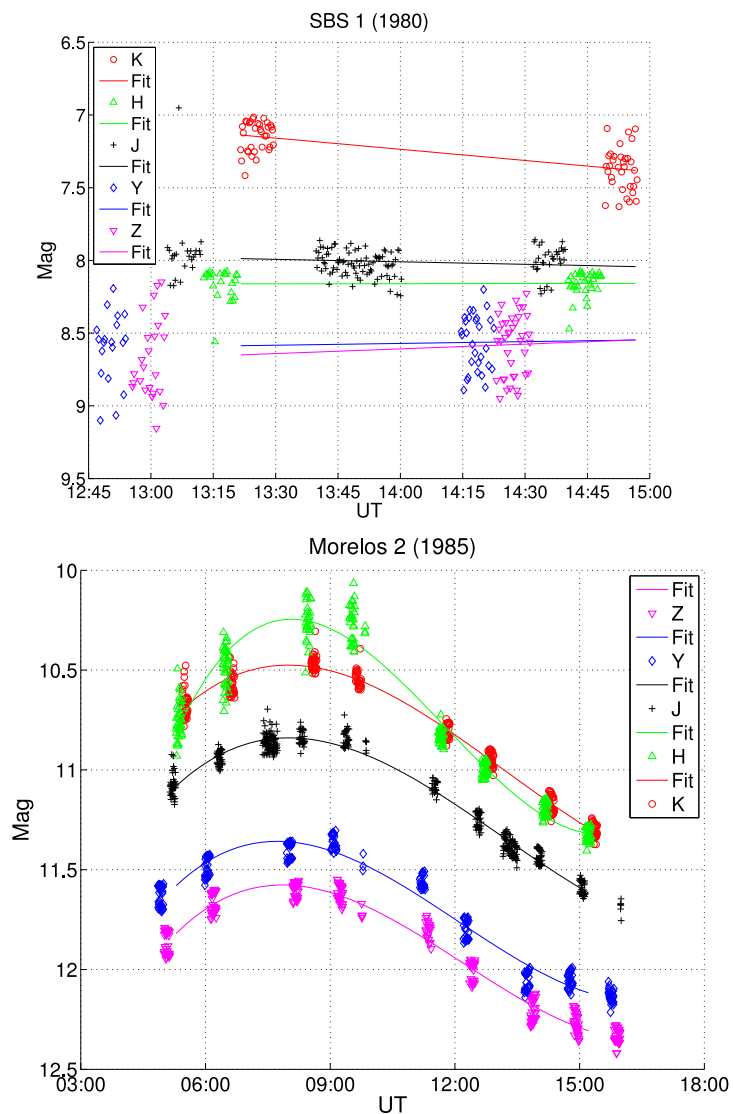 SBS 1 (1980)
6.5
7
7.5
8
8.5
9
9.5
Mag
K
Fit
H
Fit
J
Fit
Y
Fit
Z
Fit
12:45
13:00
13:15
13:30
13:45
14:00
14:15
14:30
14:45
15:00
UT
Morelos 2 (1985)
10
10.5
11
11.5
12
12.5
Mag
Fit
Z
Fit
Y
Fit
J
Fit
H
Fit
K
03:00
06:00
09:00
12:00
15:00
18:00
UT